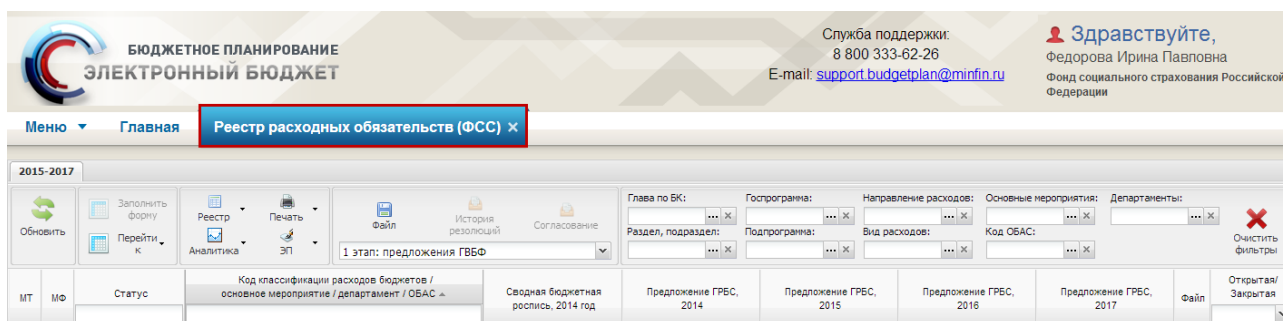 БЮДЖЕТНОЕ ПЛАНИРОВАНИЕ
ЭЛЕКТРОННЫЙ БЮДЖЕТ
Служба поддержки:
8 800 333-62-26
E-mail: support.budgetplan@minfin.ru
Здравствуйте,
Федорова Ирина Павловна
Фонд социального страхования Российской
Федерации
Меню Главная Реестр расходных обязательств (ФСС) ×
2015-2017
Обновить
Заполнить форму
Перейти к
Реестр
Аналитика
Печать
ЭП
Файл
История резолюций
Согласование
1 этап: предложения ГВБФ
Глава по БК: Госпрограмма: Направление расходов: Основные мероприятия: Департаменты:
Раздел, подраздел: Подпрограмма: Вид расходов: Код ОБАС:
Очистить фильтры
МТ
МФ
Статус
Код классификации расходов бюджетов /
основное мероприятие / департамент / ОБАС
Сводная бюджетная
роспись, 2014 год
Предложение ГРБС,
2014
Предложение ГРБС,
2015
Предложение ГРБС,
2016
Предложение ГРБС,
2017
Файл
Открытая/
Закрытая